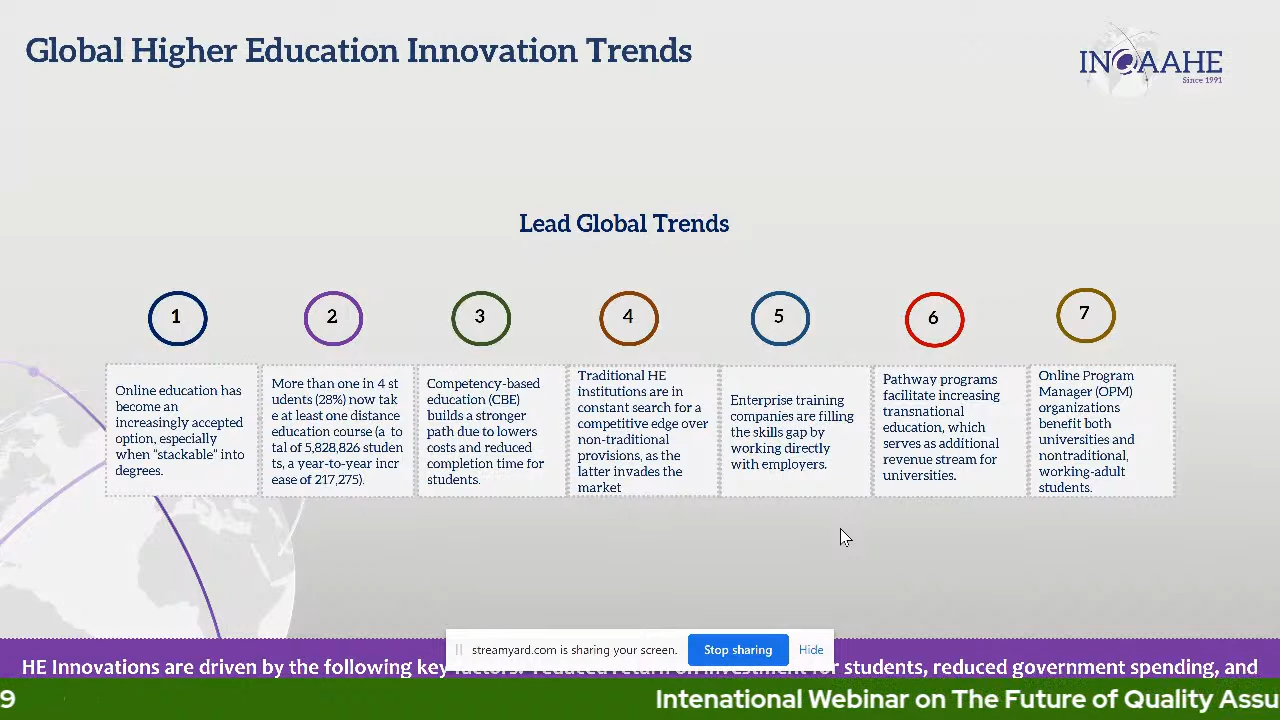 Global Higher Education Innovation Trends
INQAAHE
Since 1991
Lead Global Trends
1
2
3
4
5
6
7
Online education has
become an
increasingly accepted
option, especially
when "stackable" into
degrees.
More than one in 4 st
udents (28%) now tak
e at least one distance
education course (a to
tal of 5,828,826 studen
ts, a year-to-year incr
ease of 217,275).
Competency-based
education (CBE)
builds a stronger
path due to lowers
costs and reduced
completion time for
students.
Traditional HE
institutions are in
constant search for a
competitive edge over
non-traditional
provisions, as the
latter invades the
market
Enterprise training
companies are filling
the skills gap by
working directly
with employers.
Pathway programs
facilitate increasing
transnational
education, which
serves as additional
revenue stream for
universities.
Online Program
Manager (OPM)
organizations
benefit both
universities and
nontraditional,
working-adult
students.
streamyard.com is sharing your screen.
Stop sharing
Hide
HE Innovations are driven by the following key students, reduced government spending, and
9
Intenational Webinar on The Future of Quality Assu